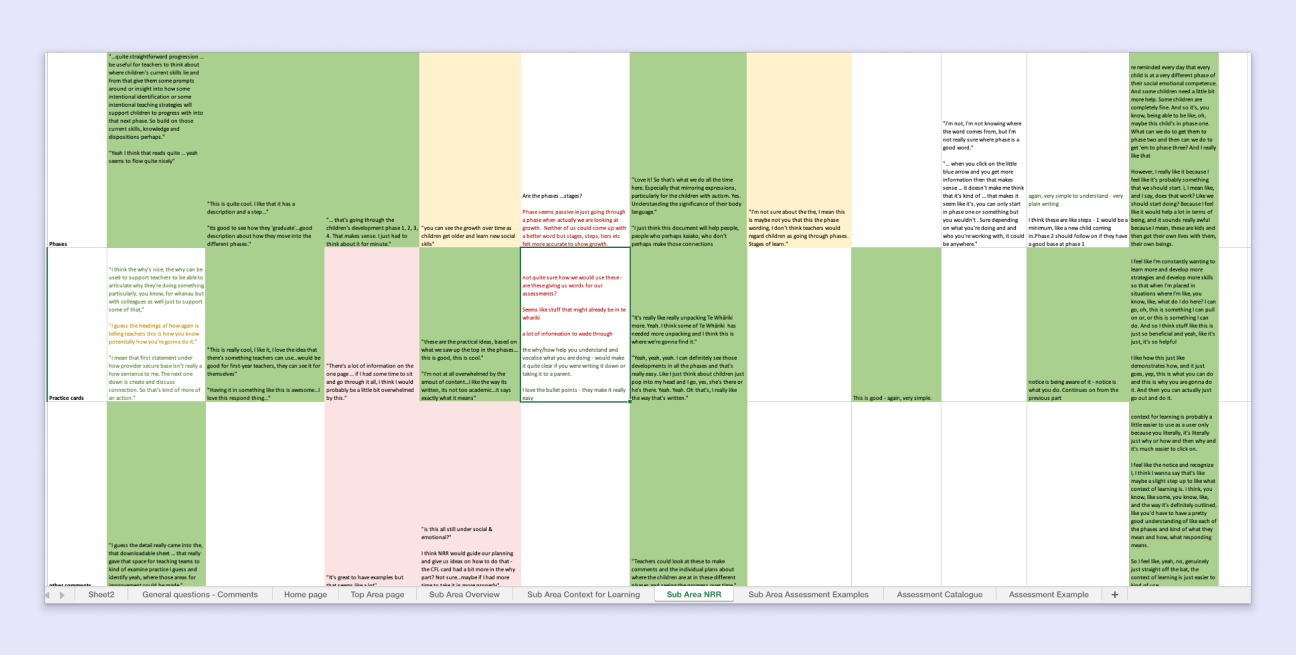 "...quite straightforward progression ...
be useful for teachers to think about
where children's current skills lie and
from that give them some prompts
around or insight into how some
intentional identification or some
intentional teaching strategies will
support children to progress with into
that next phase. So build on those
current skills, knowledge and
dispositions perhaps."
"Yeah I think that reads quite ... yeah
seems to flow quite nicely"
"This is quite cool. I like that it has a
description and a step..."
"Its good to see how they 'graduate'...good
description about how they move into the
different phases."
"... that's going through the
children's development phase 1, 2, 3,
4. That makes sense. I just had to
think about it for minute."
"you can see the growth over time as
children get older and learn new social
skills"
Are the phases ...stages?
Phase seems passive ie just going through
a phase when actually we are looking at
growth. Neither of us could come up with
a better word but stages, steps, tiers etc
felt more accurate to show growth.
"Love it! So that's what we do all the time
here. Especially that mirroring expressions,
particularly for the children with autism. Yes.
Understanding the significance of their body
language."
"I just think this document will help people,
people who perhaps kaiako, who don't
perhaps make those connections
"I'm not sure about the the, I mean this
is maybe not you that this the phase
wording, I don't think teachers would
regard children as going through phases.
Stages of learn."
"I'm not, I'm not knowing where
the word comes from, but I'm
not really sure where phase is a
good word."
"... when you click on the little
blue arrow and you get more
information then that makes
sense ... it doesn't make me think
that it's kind of ... that makes it
seem like it's, you can only start
in phase one or something but
you wouldn't . Sure depending
on what you're doing and and
who you're working with, it could
be anywhere."
again, very simple to understand - very
plain writing
I think these are like steps - 1 would be a
minimum, like a new child coming
in.Phase 2 should follow on if they have
a good base at phase 1
re reminded every day that every
child is at a very different phase of
their social emotional competence.
And some children need a little bit
more help. Some children are
completely fine. And so it's, you
know, being able to be like, oh,
maybe this child's in phase one.
What can we do to get them to
phase two and then can we do to
get 'em to phase three? And I really
like that
However, I really like it because I
feel like it's probably something
that we should start. I, I mean like,
and I say, does that work? Like we
should start doing? Because I feel
like it would help a lot in terms of
being, and it sounds really awful
because I mean, these are kids and
then got their own lives with them,
their own beings.
Phases
"I think the why's nice, the why can be
used to support teachers to be able to
articulate why they're doing something
particularly, you know, for whanau but
with colleagues as well just to support
some of that,"
"I guess the headings of how again is
telling teachers this is how you know
potentially how you're gonna do it."
"I mean that first statement under
how provider secure base isn't really a
how sentence to me. The next one
down is create and discuss
connection. So that's kind of more of
an action."
"This is really cool, I like it, I love the idea that
there's something teachers can use...would be
good for first-year teachers, they can see it for
themselves"
"Having it in something like this is awesome...I
love this respond thing..."
"There's a lot of information on the
one page ... if I had some time to sit
and go through it all, I think I would
probably be a little bit overwhelmed
by this."
"these are the practical ideas, based on
what we saw up the top in the phases...
this is good, this is cool."
"I'm not at all overwhelmed by the
amount of content...I like the way its
written, its not too academic...it says
exactly what it means"
not quite sure how we would use these -
are these giving us words for our
assessments?
Seems like stuff that might already be in te
whariki
a lot of information to wade through
the why/how help you understand and
vocalise what you are doing - would make
it quite clear if you were writing it down or
taking it to a parent.
I love the bullet points - they make it really
easy
"It's really like really unpacking Te Whāriki
more. Yeah. I think some of Te Whāriki has
needed more unpacking and I think this is
where we're gonna find it."
"Yeah, yeah, yeah. I can definitely see those
developments in all the phases and that's
really easy. Like I just think about children just
pop into my head and I go, yes, she's there or
he's there. Yeah. Yeah. Oh that's, I really like
the way that's written."
This is good - again, very simple.
notice is being aware of it - notice is
what you do. Continues on from the
previous part
I feel like I'm constantly wanting to
learn more and develop more
strategies and develop more skills
so that when I'm placed in
situations where I'm like, you
know, like, what do I do here? I can
go, oh, this is something I can pull
on or, or this is something I can
do. And so I think stuff like this is
just so beneficial and yeah, like it's
just, it's so helpful
I like how this just like
demonstrates how, and it just
goes, yep, this is what you can do
and this is why you are gonna do
it. And then you can actually just
go out and do it.
Practice cards
"I guess the detail really came into the,
that downloadable sheet ... that really
gave that space for teaching teams to
kind of examine practice I guess and
identify yeah, where those areas for
improvement could be made."
"It's great to have examples but
that seems like a lot"
"is this all still under social &
emotional?"
I think NRR would guide our planning
and give us ideas on how to do that -
the CFL card had a bit more in the why
part? Not sure..maybe if I had more
time to take it in more properly"
"Teachers could look at these to make
comments and the individual plans about
where the children are at in these different
phases and seeing the progress over time."
context for learning is probably a
little easier to use as a user only
because you literally, it's literally
just why or how and then why and
it's much easier to click on.
I feel like the notice and recognize
I, I think I wanna say that's like
maybe a slight step up to like what
context of learning is. I think, you
know, like some, you know, like,
and the way it's definitely outlined,
like you'd have to have a pretty
good understanding of like each of
the phases and kind of what they
mean and how, what responding
means.
So I feel like, yeah, no, genuinely
just straight off the bat, the
context of learning is just easier to
kind of use
other comments
Sheet2
General questions - Comments
Home page
Top Area page
Sub Area Overview
Sub Area Context for Learning
Sub Area NRR
Sub Area Assessment Examples
Assessment Catalogue
Assessment Example
+